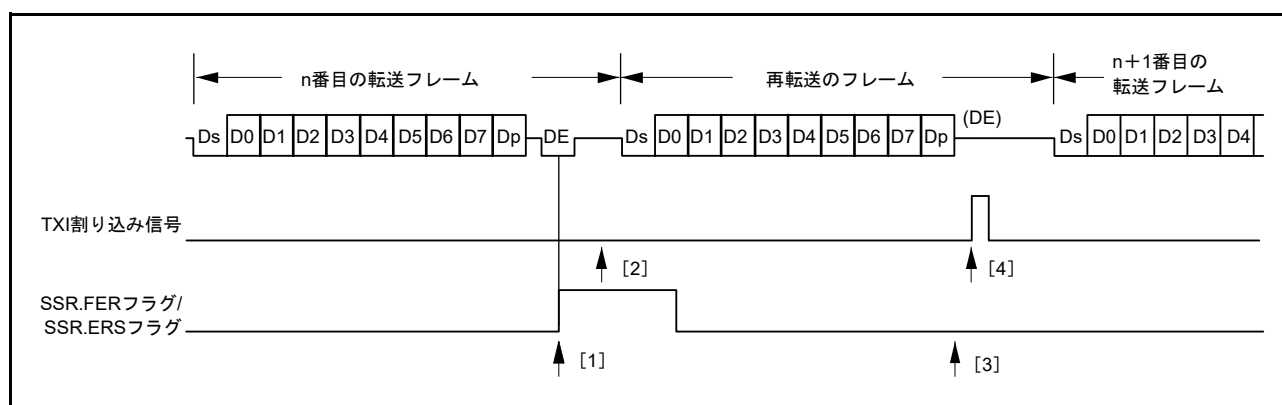 n番目の転送フレーム
再転送のフレーム
n+1番目の
転送フレーム
Ds D0 D1 D2 D3 D4 D5 D6 D7 Dp DE Ds D0 D1 D2 D3 D4 D5 D6 D7 Dp (DE) Ds D0 D1 D2 D3 D4
TXI割り込み信号
[2] [4]
SSR.FERフラグ/
SSR.ERSフラグ
[1] [3]